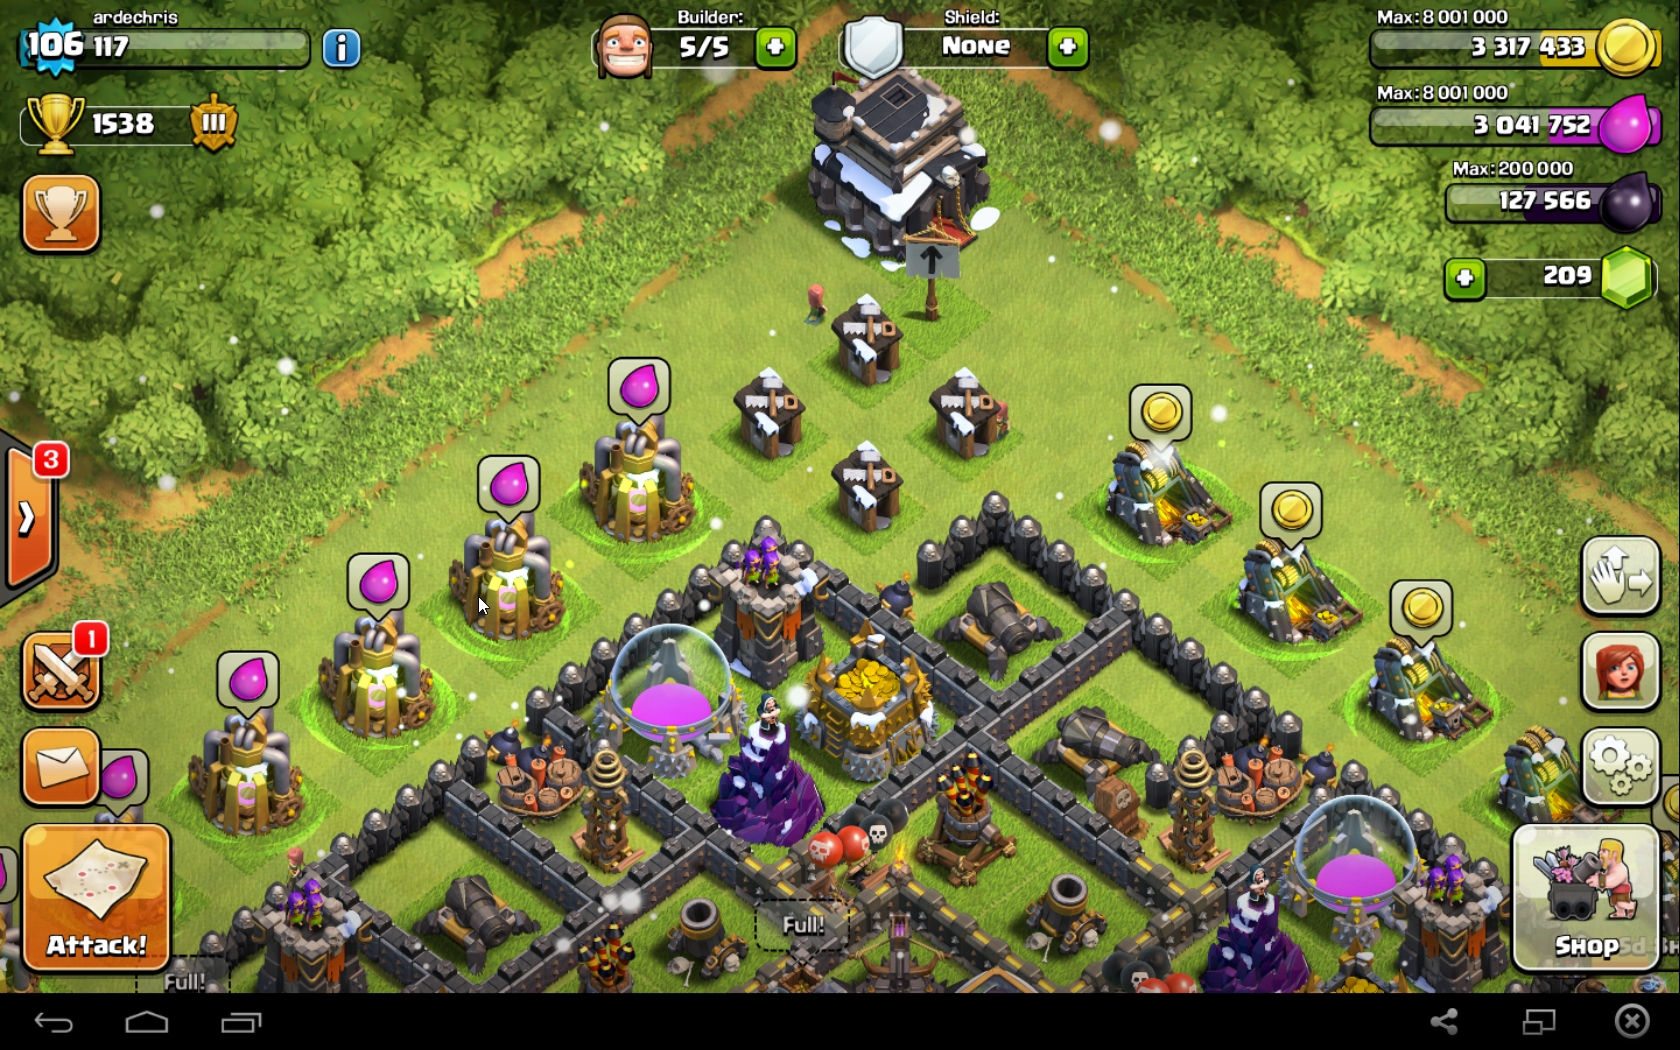 ardechris
106 117
i
Builder:
5/5
Shield:
None
Max: 8 001 000
3 317 433
Max: 8 001 000
3 041 752
Max: 200 000
127 566
209
1538
III
3
1
Attack!
Full!
Full!
Shop